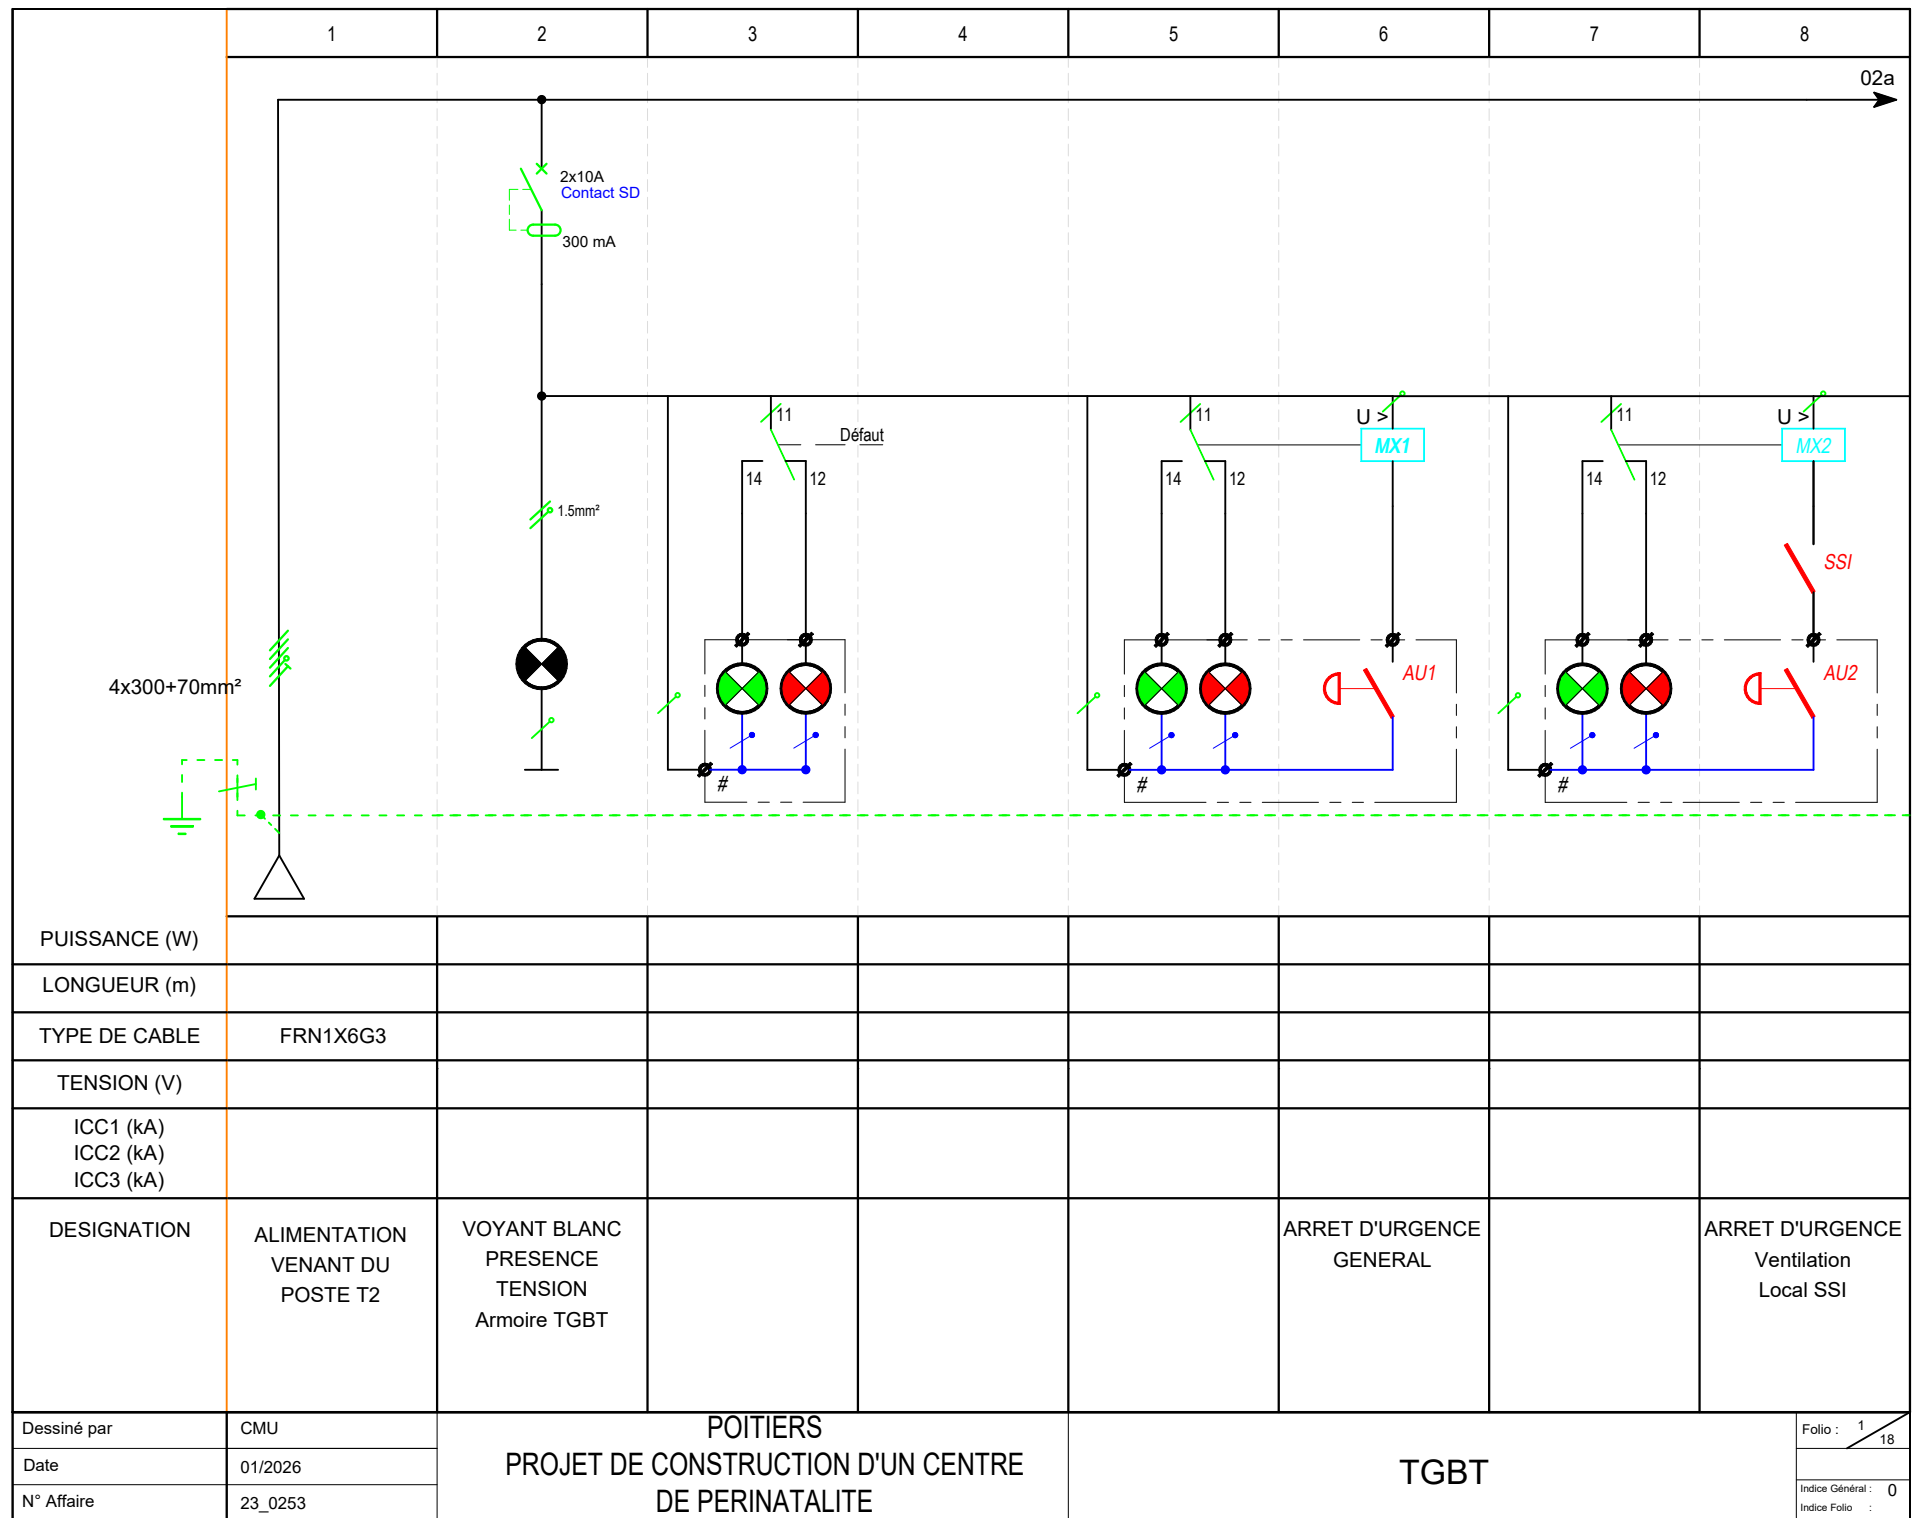 1 2 3 4 5 6 7 8
02a
2x10A
Contact SD
300 mA
11
Défaut
14 12
11
U >
MX1
14 12
11
U >
MX2
14 12
1.5mm²
SSI
4x300+70mm²
AU1
AU2
#
#
#
PUISSANCE (W)
LONGUEUR (m)
TYPE DE CABLE FRN1X6G3
TENSION (V)
ICC1 (kA)
ICC2 (kA)
ICC3 (kA)
DESIGNATION
ALIMENTATION
VENANT DU
POSTE T2
VOYANT BLANC
PRESENCE
TENSION
Armoire TGBT
ARRET D'URGENCE
GENERAL
ARRET D'URGENCE
Ventilation
Local SSI
Dessiné par CMU
Date 01/2026
N° Affaire 23_0253
POITIERS
PROJET DE CONSTRUCTION D'UN CENTRE
DE PERINATALITE
TGBT
Folio : 1 / 18
Indice Général : 0
Indice Folio :